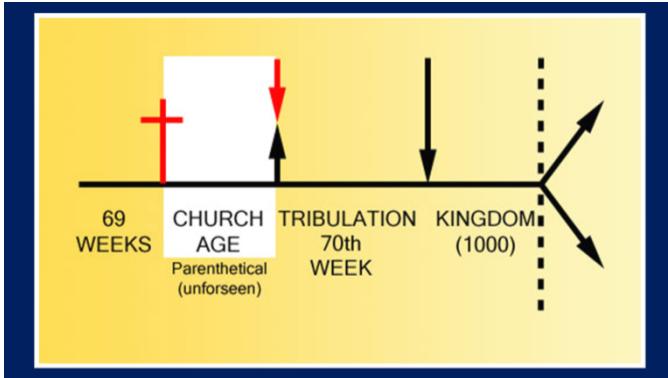 69
WEEKS
CHURCH
AGE
Parenthetical
(unforseen)
TRIBULATION
70th
WEEK
KINGDOM
(1000)